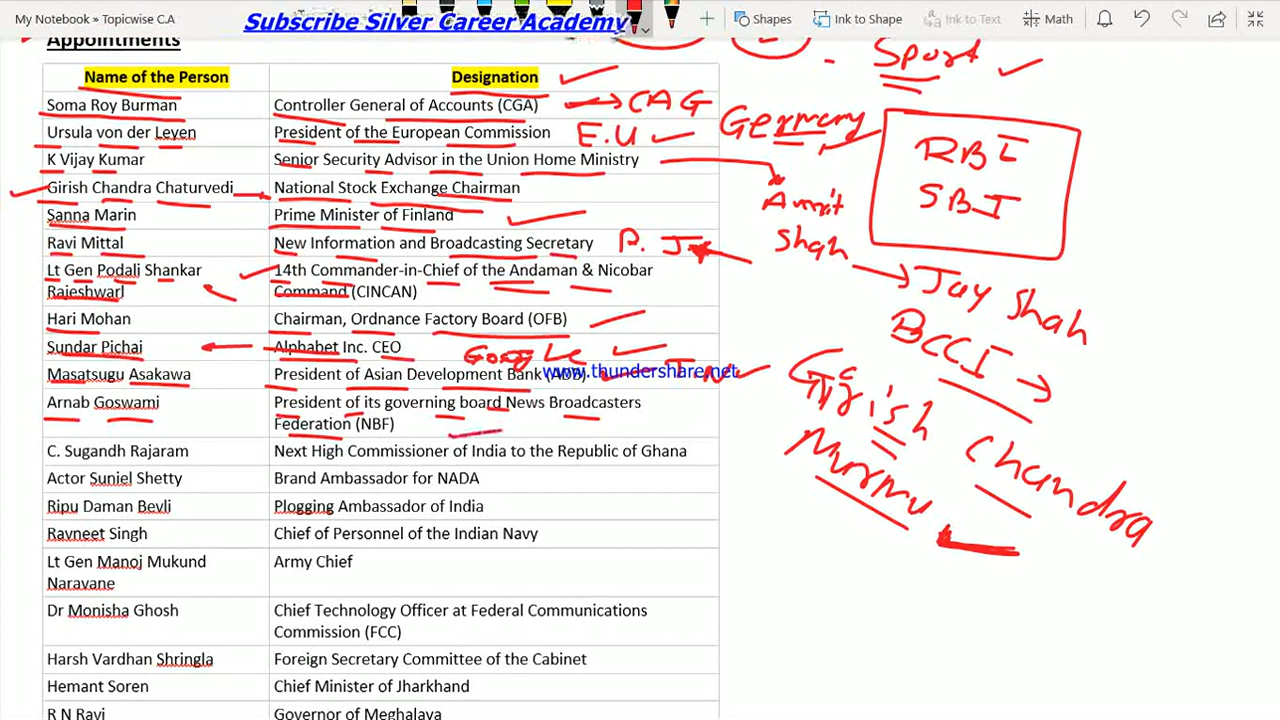 My Notebook » Topicwise C.A
Subscribe Silver Career Academy
Shapes
Ink to Shape
Ink to Text
Math
Appointments
Sport
Name of the Person Designation
Soma Roy Burman Controller General of Accounts (CGA) CAG
Ursula von der Leyen President of the European Commission E.U Germany
K Vijay Kumar Senior Security Advisor in the Union Home Ministry
RBI
SBI
Girish Chandra Chaturvedi National Stock Exchange Chairman
Amit
Shah
Sanna Marin Prime Minister of Finland
Ravi Mittal New Information and Broadcasting Secretary P. J
Lt Gen Podali Shankar
Rajeshwarl
14th Commander-in-Chief of the Andaman & Nicobar
Command (CINCAN)
Jay Shah
BCCI
Hari Mohan Chairman, Ordnance Factory Board (OFB)
Sundar Pichai Alphabet Inc. CEO Google
www.thundershare.net
Masatsugu Asakawa President of Asian Development Bank (ADB)
Arnab Goswami President of its governing board News Broadcasters
Federation (NBF)
Girish Chandra
Murmu
C. Sugandh Rajaram Next High Commissioner of India to the Republic of Ghana
Actor Suniel Shetty Brand Ambassador for NADA
Ripu Daman Bevli Plogging Ambassador of India
Ravneet Singh Chief of Personnel of the Indian Navy
Lt Gen Manoj Mukund
Naravane
Army Chief
Dr Monisha Ghosh Chief Technology Officer at Federal Communications
Commission (FCC)
Harsh Vardhan Shringla Foreign Secretary Committee of the Cabinet
Hemant Soren Chief Minister of Jharkhand
R N Ravi Governor of Meghalaya